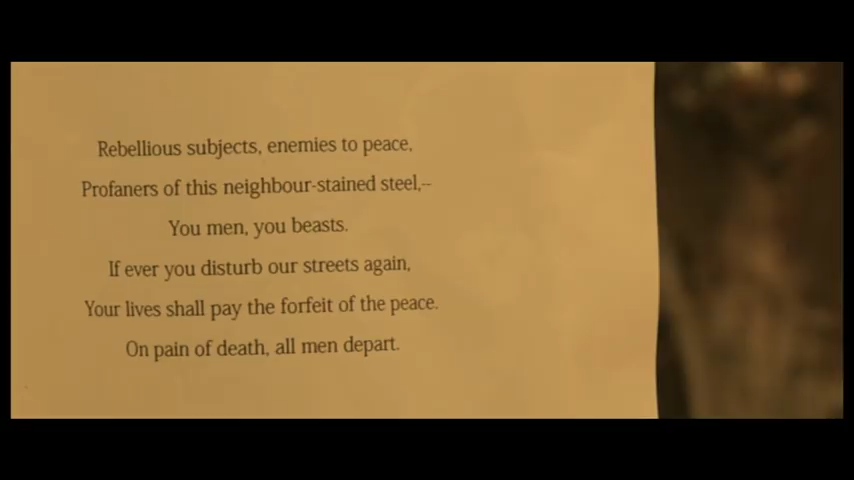 Rebellious subjects, enemies to peace,
Profaners of this neighbour-stained steel,--
You men, you beasts.
If ever you disturb our streets again,
Your lives shall pay the forfeit of the peace.
On pain of death, all men depart.